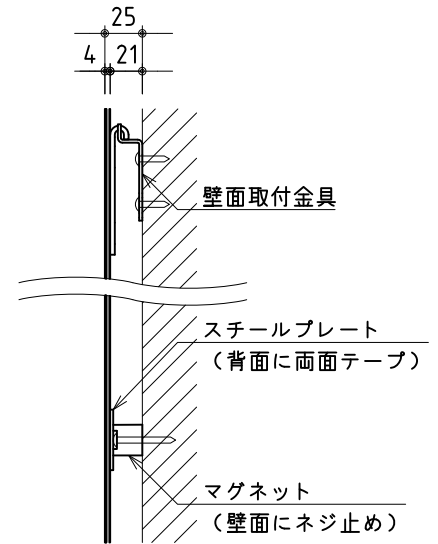 25
4 21
壁面取付金具
スチールプレート
(背面に両面テープ)
マグネット
(壁面にネジ止め)